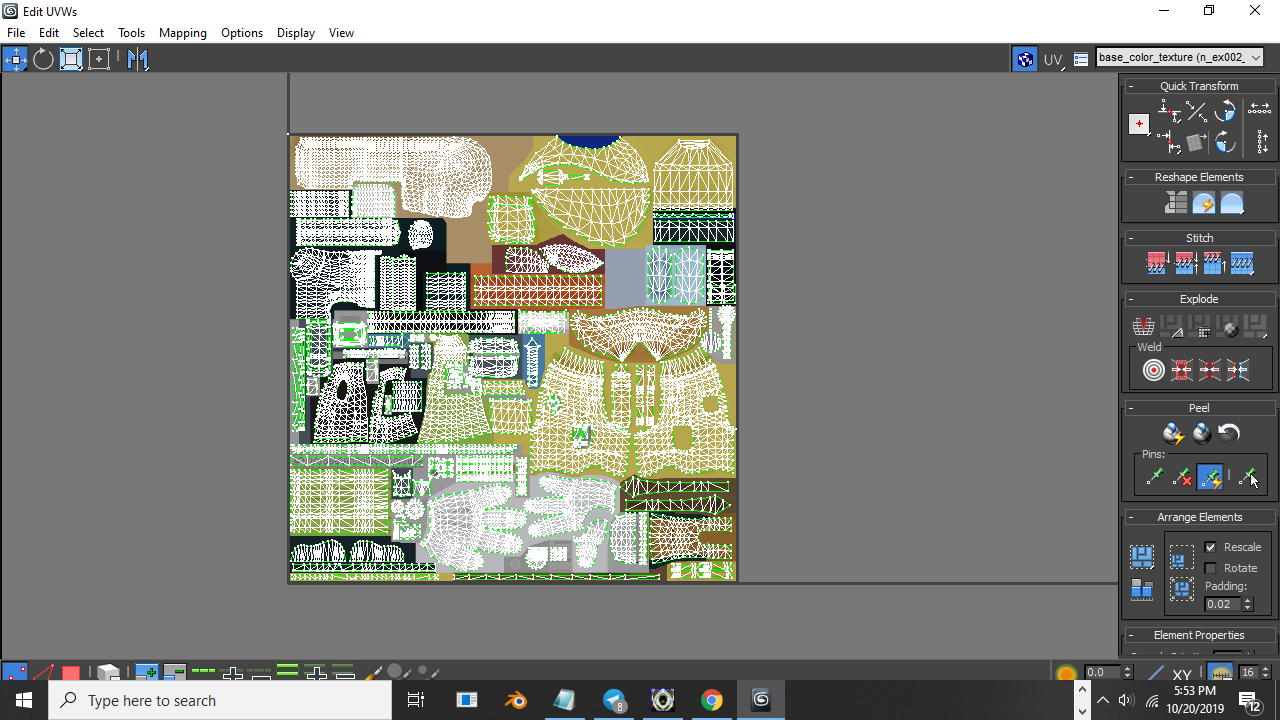 Edit UVWs
File Edit Select Tools Mapping Options Display View
UV base_color_texture (n_ex002_
- Quick Transform
- Reshape Elements
- Stitch
- Explode
Weld
- Peel
Pins:
- Arrange Elements
Rescale
Rotate
Padding:
0.02
- Element Properties
0.0 XY 16
Type here to search
8
5:53 PM
10/20/2019
12